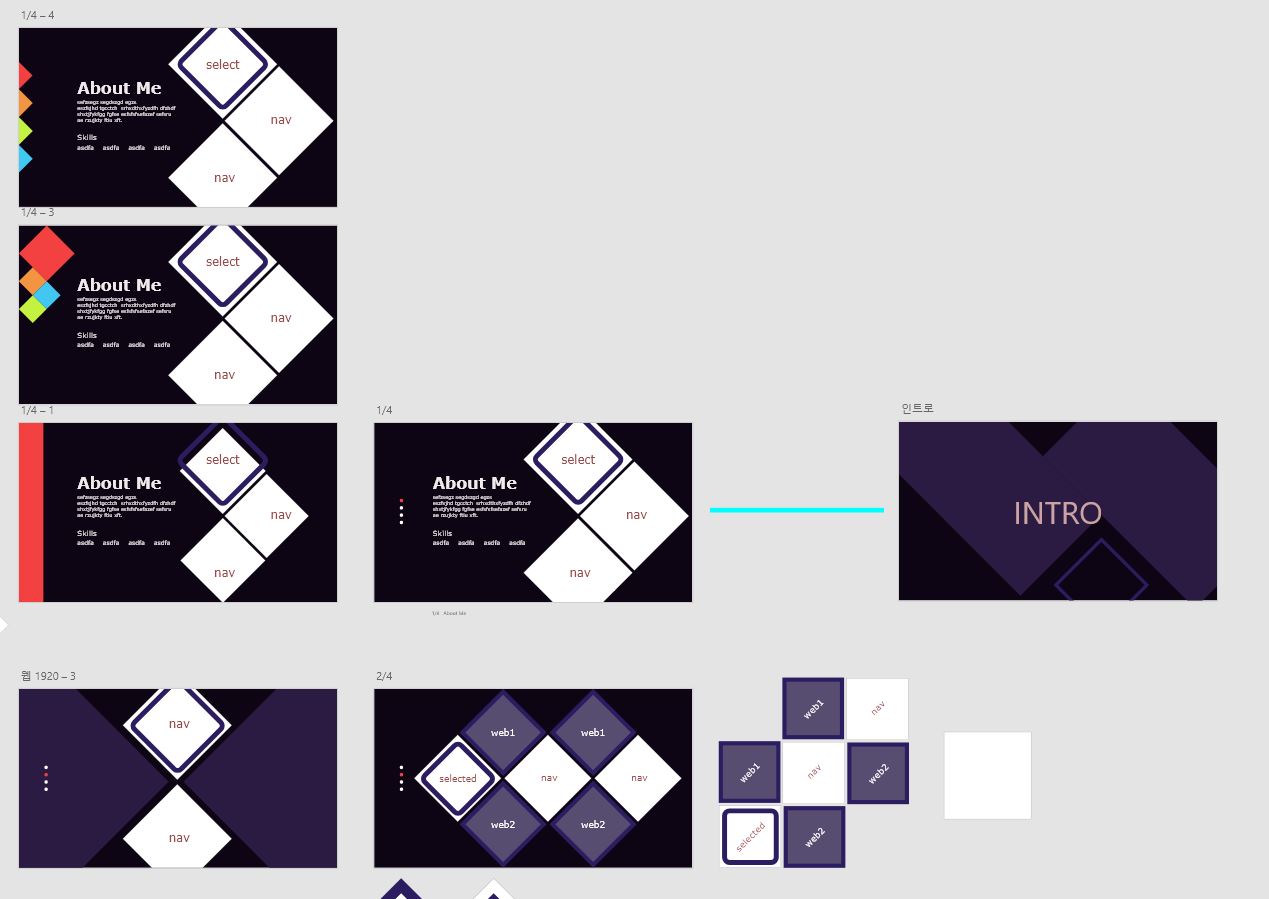 1/4 – 4
select
About Me
nav
Skills
asdfa asdfa asdfa asdfa
nav
1/4 – 3
select
About Me
nav
Skills
asdfa asdfa asdfa asdfa
nav
1/4 – 1
select
About Me
nav
Skills
asdfa asdfa asdfa asdfa
nav
1/4
select
About Me
nav
Skills
asdfa asdfa asdfa asdfa
nav
1/4 About Me
인트로
INTRO
웹 1920 – 3
nav
nav
2/4
web1 web1
selected nav nav
web2 web2
web1 nav
web1 nav web2
selected web2